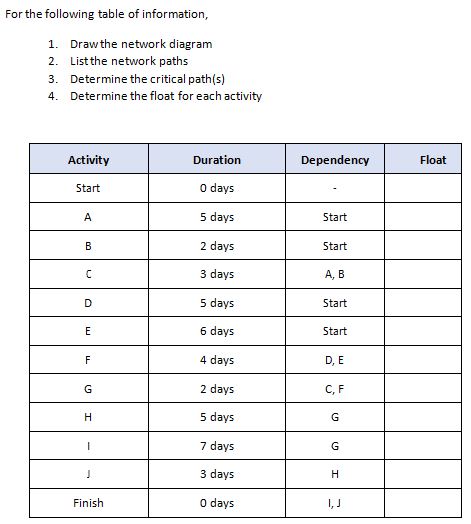 For the following table of information,
1. Draw the network diagram
2. List the network paths
3. Determine the critical path(s)
4. Determine the float for each activity
Activity Duration Dependency Float
Start 0 days -
A 5 days Start
B 2 days Start
C 3 days A, B
D 5 days Start
E 6 days Start
F 4 days D, E
G 2 days C, F
H 5 days G
I 7 days G
J 3 days H
Finish 0 days I, J